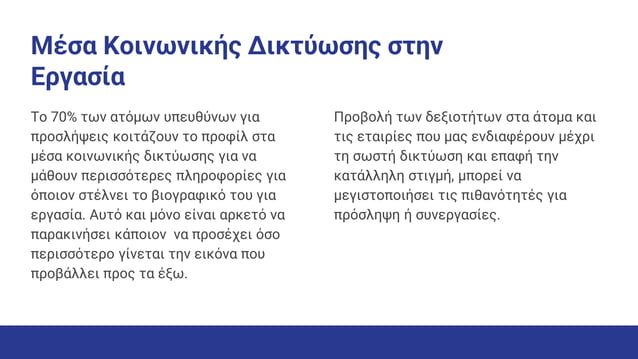 Μέσα Κοινωνικής Δικτύωσης στην
Εργασία
Το 70% των ατόμων υπευθύνων για
προσλήψεις κοιτάζουν το προφίλ στα
μέσα κοινωνικής δικτύωσης για να
μάθουν περισσότερες πληροφορίες για
όποιον στέλνει το βιογραφικό του για
εργασία. Αυτό και μόνο είναι αρκετό να
παρακινήσει κάποιον  να προσέχει όσο
περισσότερο γίνεται την εικόνα που
προβάλλει προς τα έξω.
Προβολή των δεξιοτήτων στα άτομα και
τις εταιρίες που μας ενδιαφέρουν μέχρι
τη σωστή δικτύωση και επαφή την
κατάλληλη στιγμή, μπορεί να
μεγιστοποιήσει τις πιθανότητές για
πρόσληψη ή συνεργασίες.